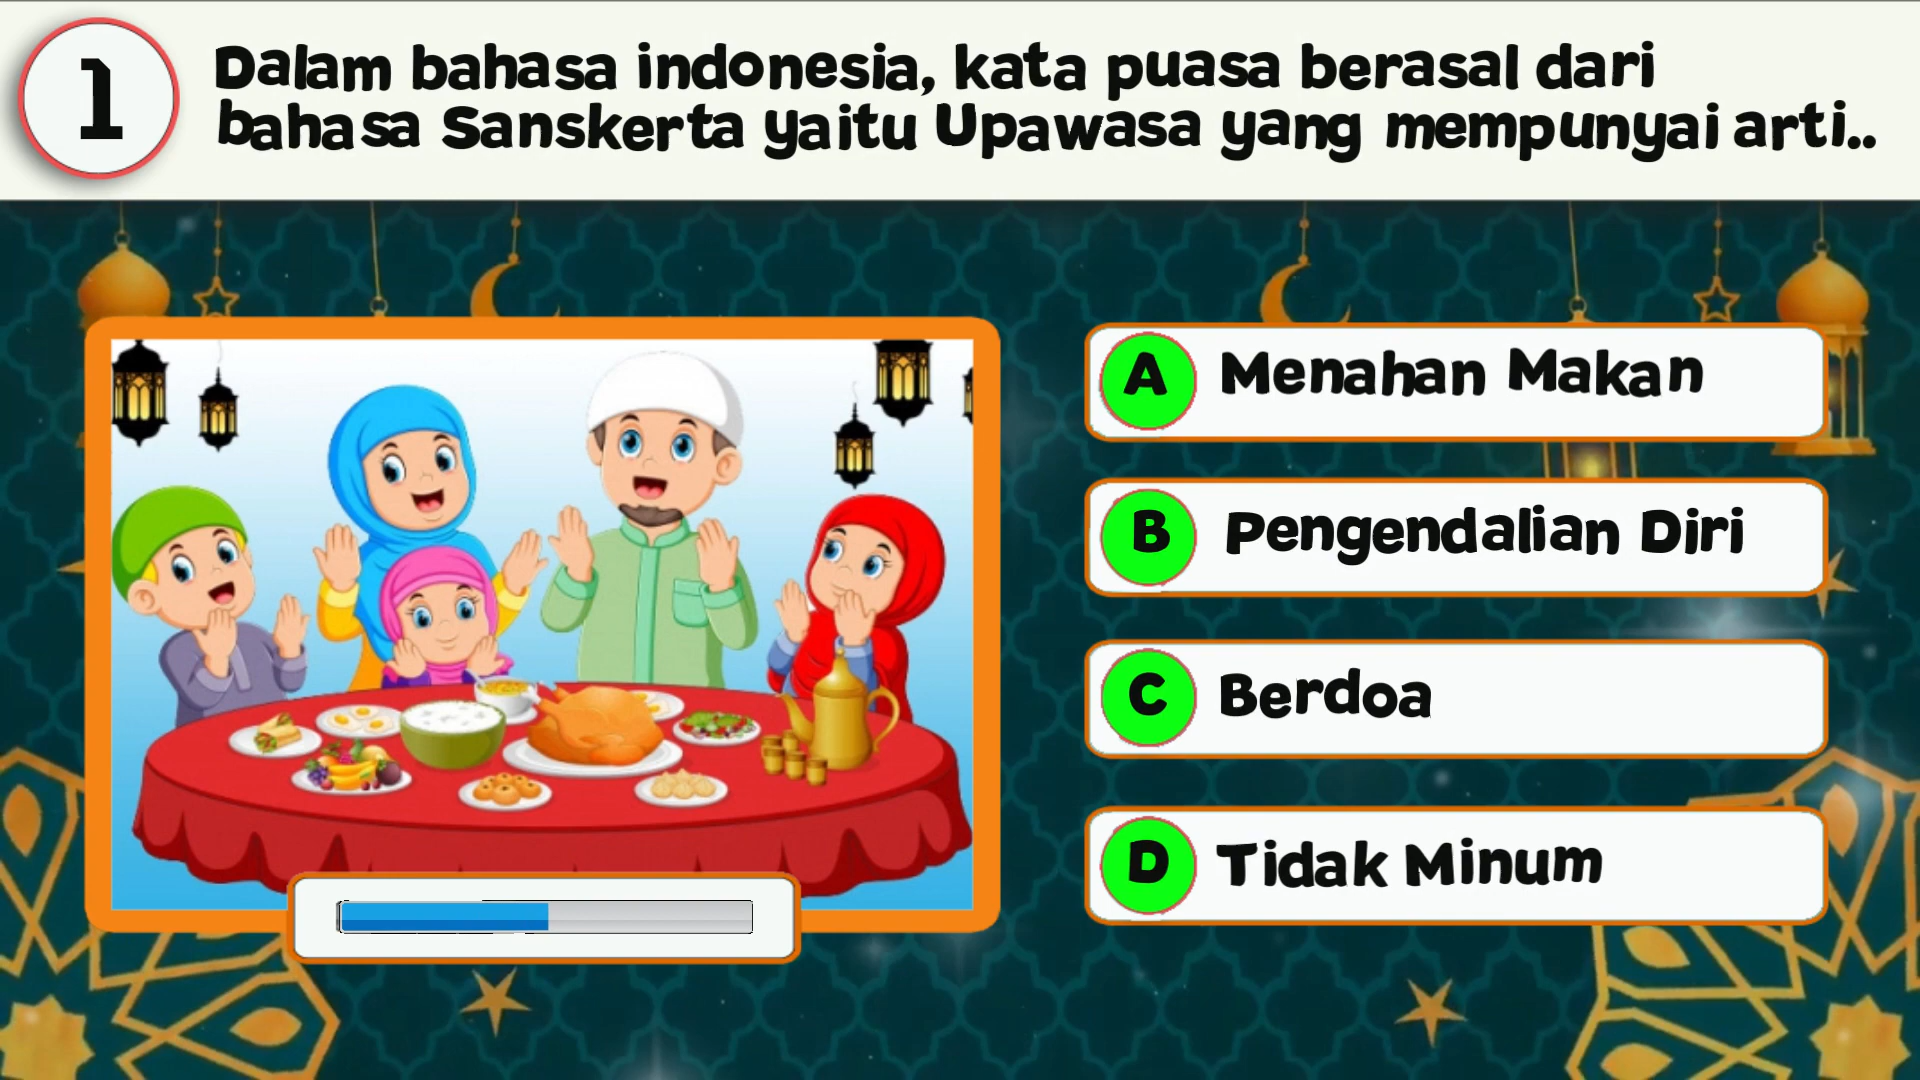 1
Dalam bahasa indonesia, kata puasa berasal dari
bahasa Sanskerta yaitu Upawasa yang mempunyai arti..
A Menahan Makan
B Pengendalian Diri
C Berdoa
D Tidak Minum